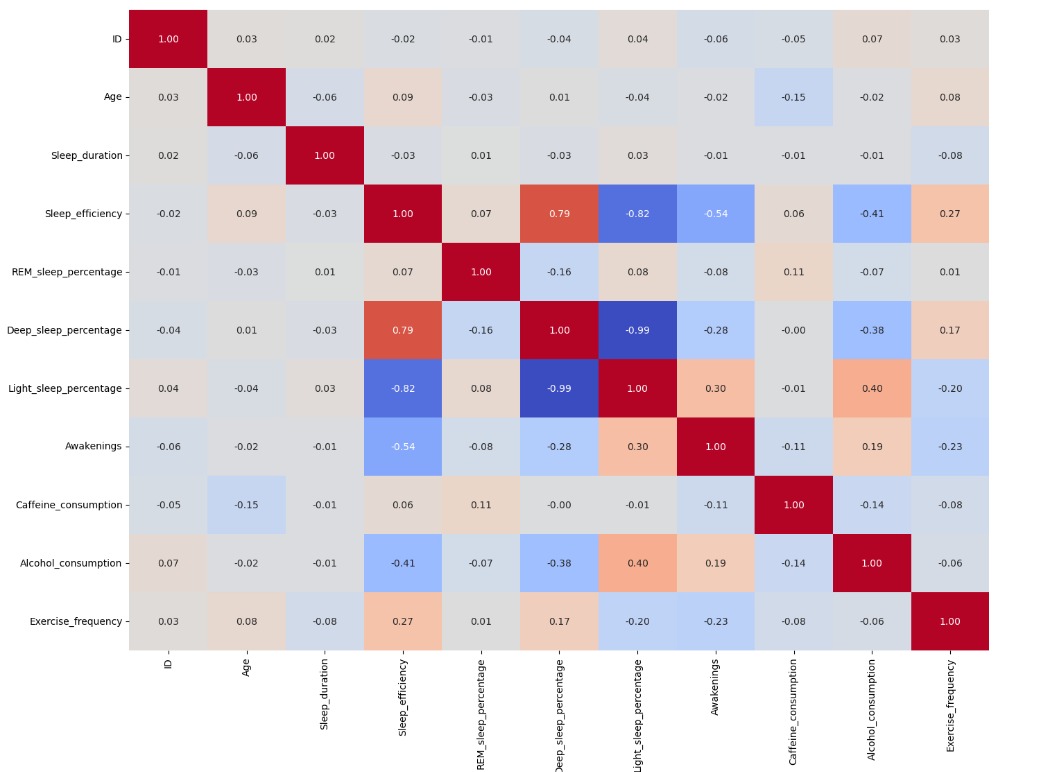 ID 1.00 0.03 0.02 -0.02 -0.01 -0.04 0.04 -0.06 -0.05 0.07 0.03
Age 0.03 1.00 -0.06 0.09 -0.03 0.01 -0.04 -0.02 -0.15 -0.02 0.08
Sleep_duration 0.02 -0.06 1.00 -0.03 0.01 -0.03 0.03 -0.01 -0.01 -0.01 -0.08
Sleep_efficiency -0.02 0.09 -0.03 1.00 0.07 0.79 -0.82 -0.54 0.06 -0.41 0.27
REM_sleep_percentage -0.01 -0.03 0.01 0.07 1.00 -0.16 0.08 -0.08 0.11 -0.07 0.01
Deep_sleep_percentage -0.04 0.01 -0.03 0.79 -0.16 1.00 -0.99 -0.28 -0.00 -0.38 0.17
Light_sleep_percentage 0.04 -0.04 0.03 -0.82 0.08 -0.99 1.00 0.30 -0.01 0.40 -0.20
Awakenings -0.06 -0.02 -0.01 -0.54 -0.08 -0.28 0.30 1.00 -0.11 0.19 -0.23
Caffeine_consumption -0.05 -0.15 -0.01 0.06 0.11 -0.00 -0.01 -0.11 1.00 -0.14 -0.08
Alcohol_consumption 0.07 -0.02 -0.01 -0.41 -0.07 -0.38 0.40 0.19 -0.14 1.00 -0.06
Exercise_frequency 0.03 0.08 -0.08 0.27 0.01 0.17 -0.20 -0.23 -0.08 -0.06 1.00
ID
Age
Sleep_duration
Sleep_efficiency
REM_sleep_percentage
Deep_sleep_percentage
Light_sleep_percentage
Awakenings
Caffeine_consumption
Alcohol_consumption
Exercise_frequency